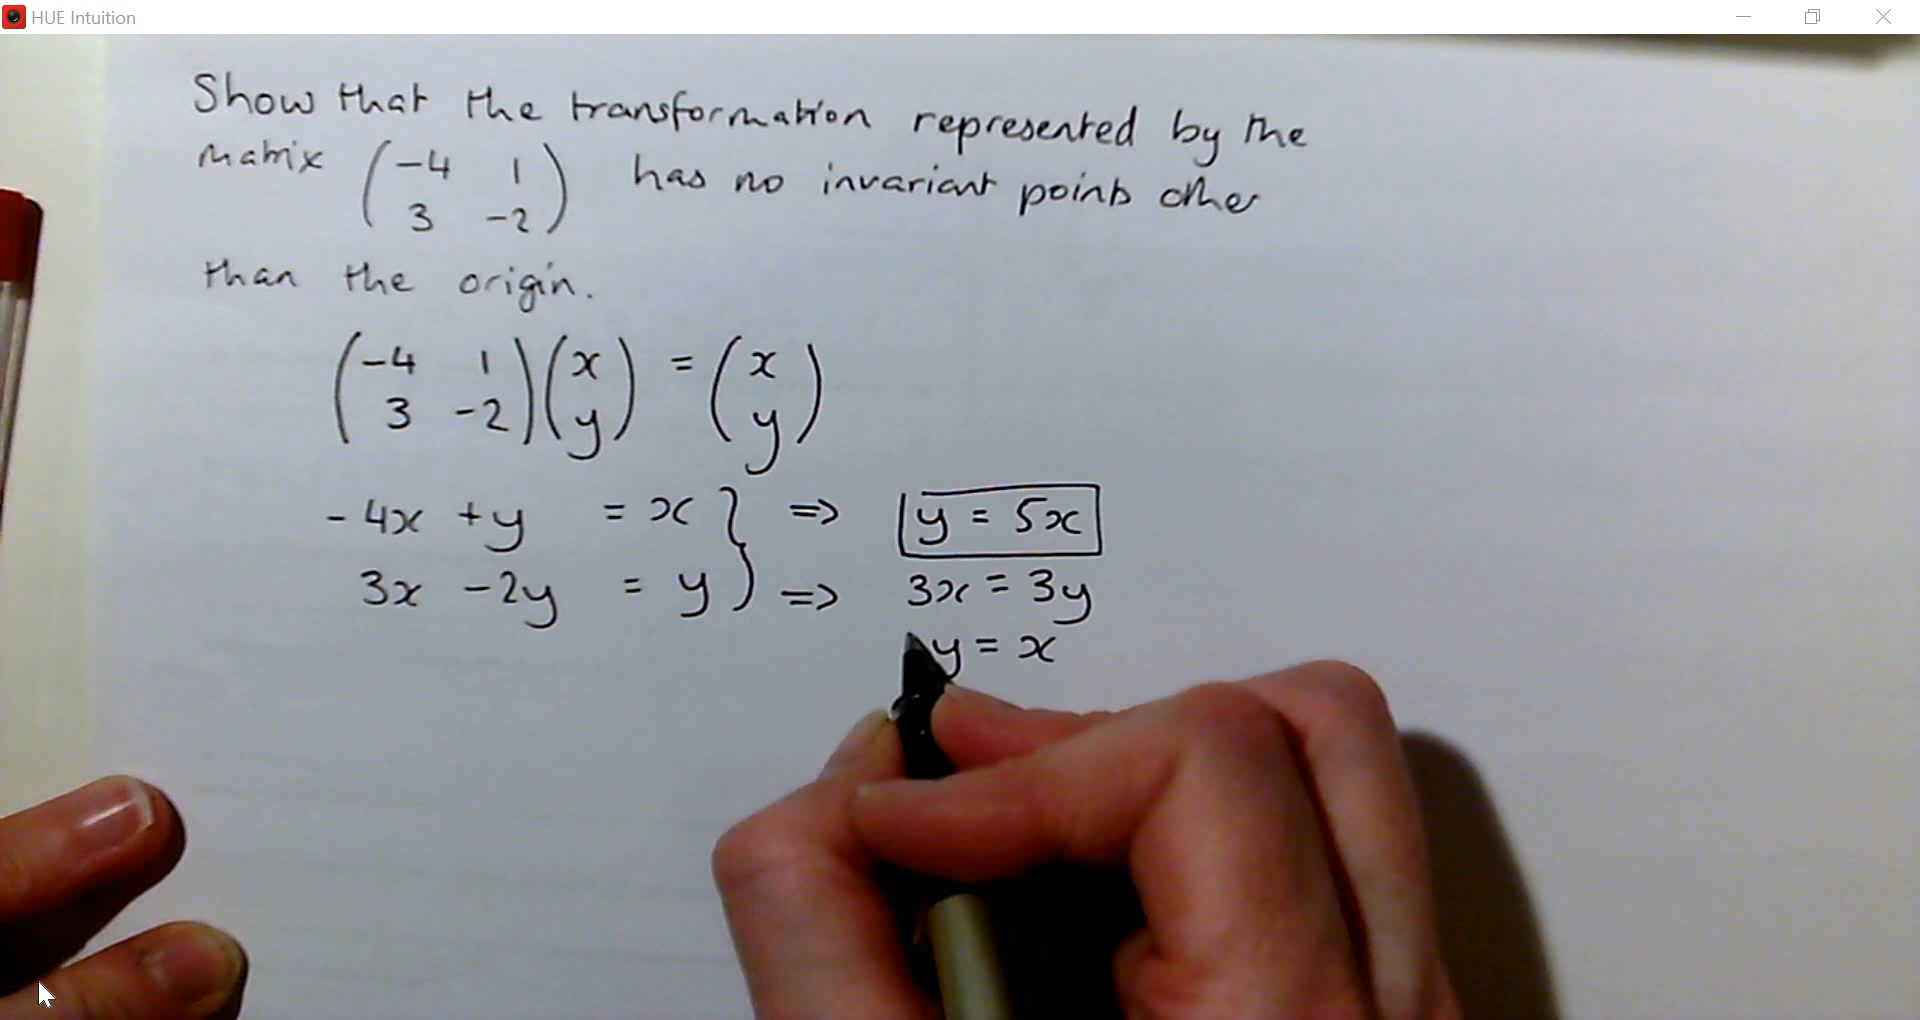 HUE Intuition
Show that the transformation represented by the
matrix (-4 1
3 -2) has no invariant points other
than the origin.
(-4 1
3 -2)(x
y) = (x
y)
-4x +y = x } => y = 5x
3x -2y = y } => 3x = 3y
y = x